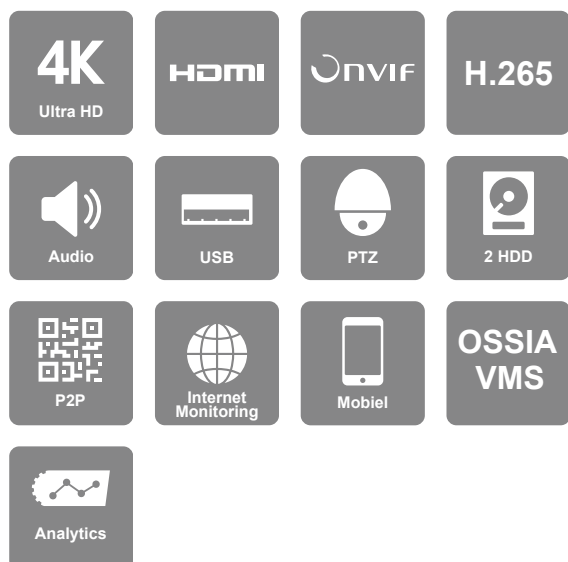 4K
Ultra HD
HDMI
ONVIF
H.265
Audio
USB
PTZ
2 HDD
P2P
Internet
Monitoring
Mobiel
OSSIA
VMS
Analytics